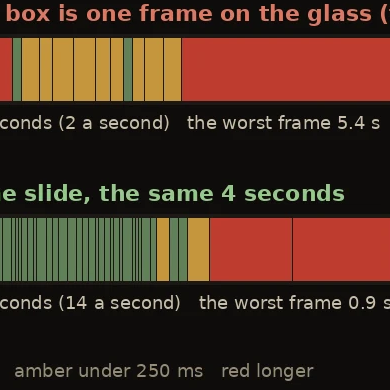 box is one frame on the glass (
conds (2 a second) the worst frame 5.4 s
e slide, the same 4 seconds
conds (14 a second) the worst frame 0.9 s
amber under 250 ms red longer